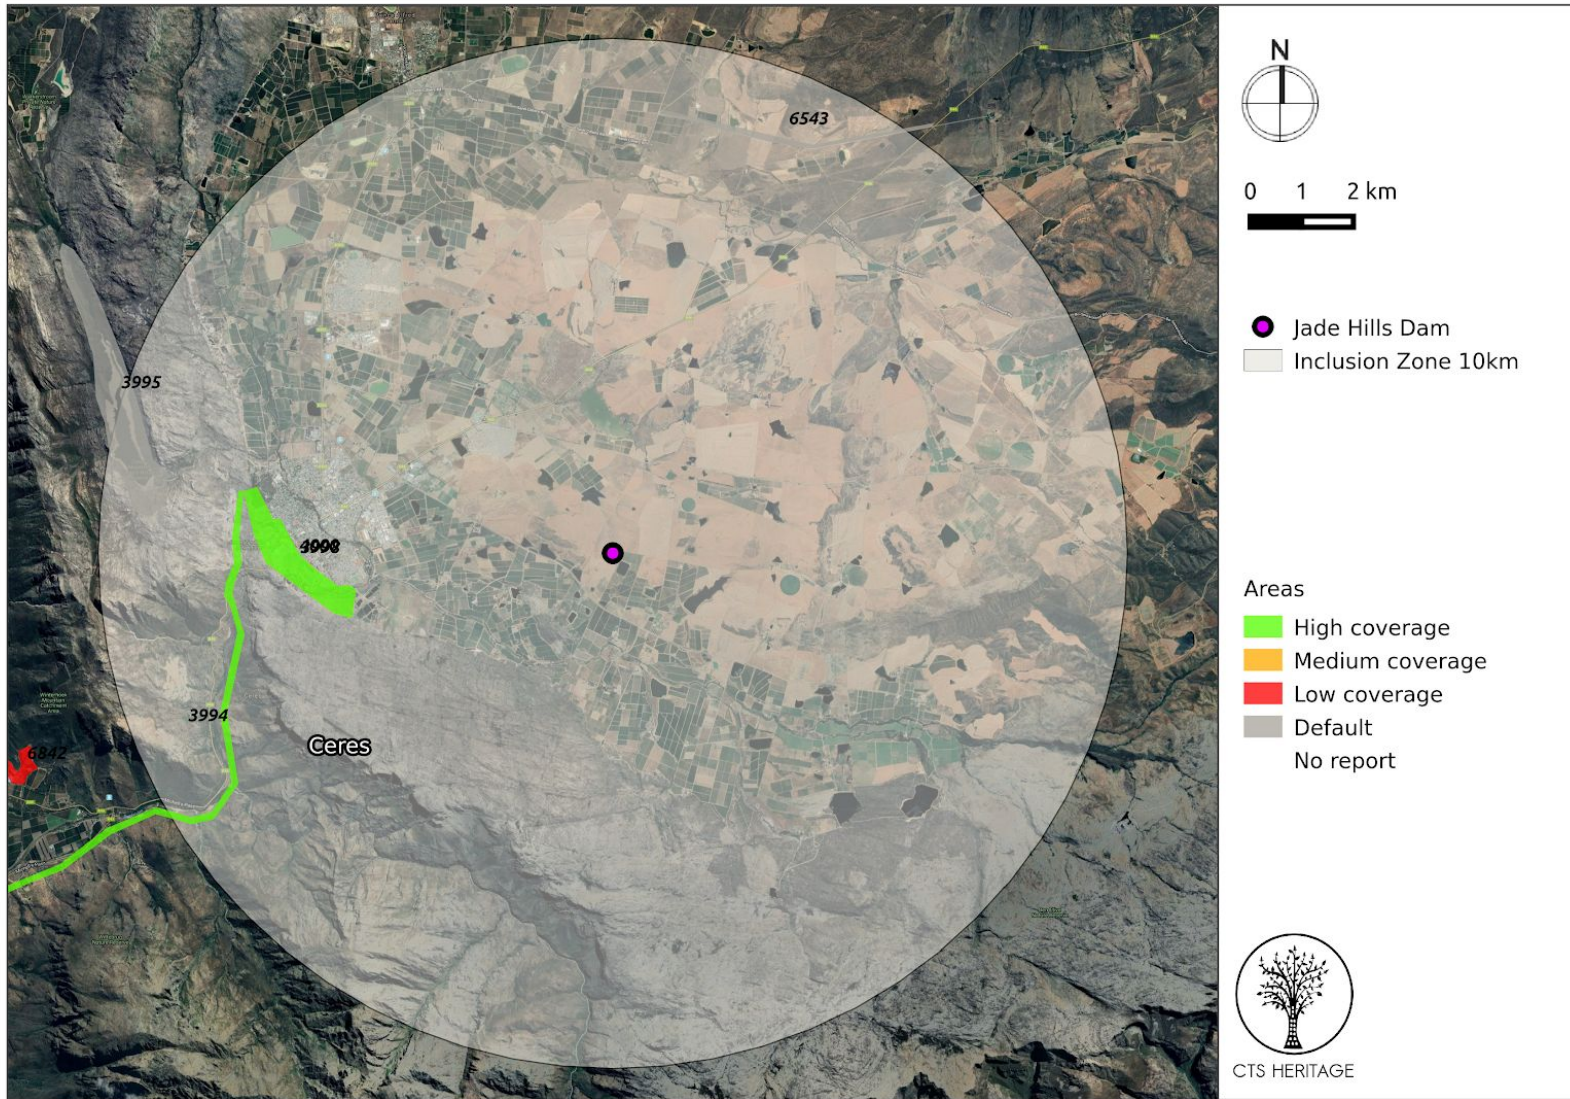 6543
3995
3994
Ceres
6842
N
0 1 2 km
Jade Hills Dam
Inclusion Zone 10km
Areas
High coverage
Medium coverage
Low coverage
Default
No report
CTS HERITAGE